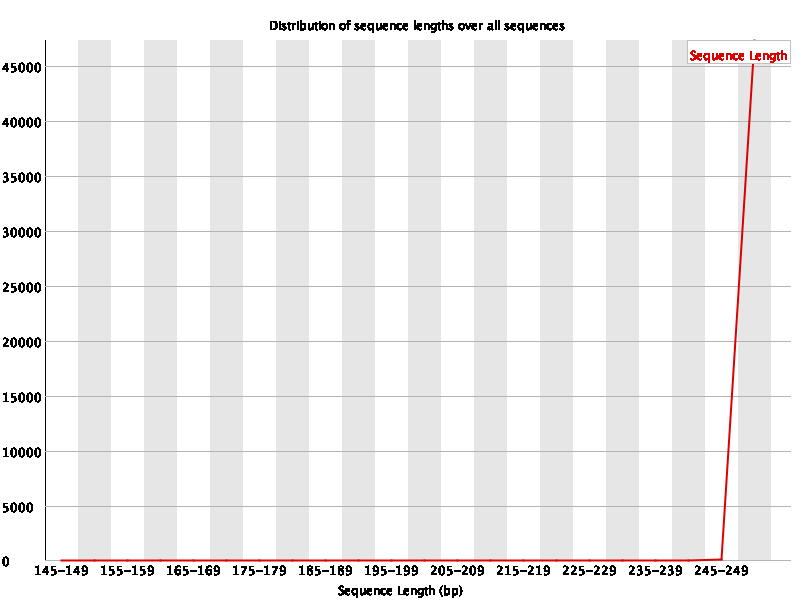 Distribution of sequence lengths over all sequences
Sequence Length
45000
40000
35000
30000
25000
20000
15000
10000
5000
0
145-149 155-159 165-169 175-179 185-189 195-199 205-209 215-219 225-229 235-239 245-249
Sequence Length (bp)